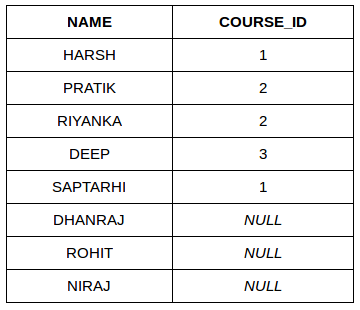 NAME COURSE_ID
HARSH 1
PRATIK 2
RIYANKA 2
DEEP 3
SAPTARHI 1
DHANRAJ NULL
ROHIT NULL
NIRAJ NULL